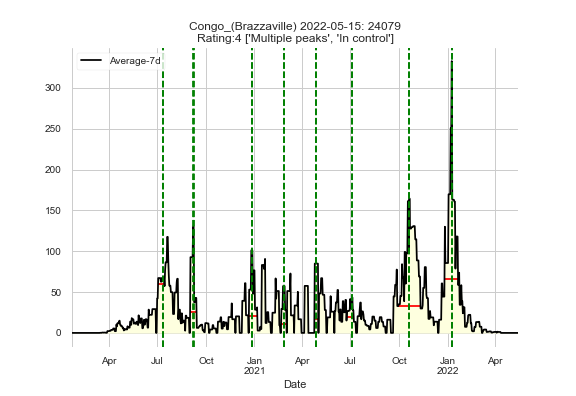 Congo_(Brazzaville) 2022-05-15: 24079
Rating:4 ['Multiple peaks', 'In control']
Average-7d
300
250
200
150
100
50
0
Apr Jul Oct Jan Apr Jul Oct Jan Apr
2021 2022
Date